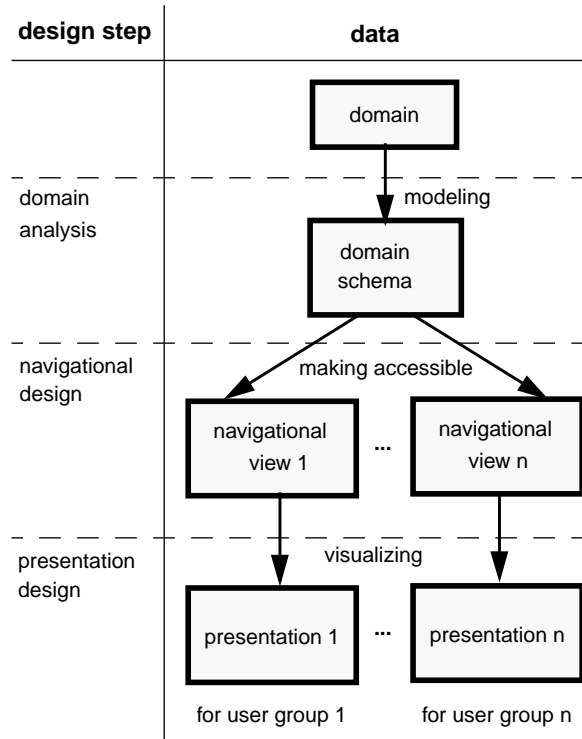 design step
data
domain
modeling
domain
analysis
domain
schema
making accessible
navigational
design
navigational
view 1
...
navigational
view n
visualizing
presentation
design
presentation 1
...
presentation n
for user group 1
for user group n